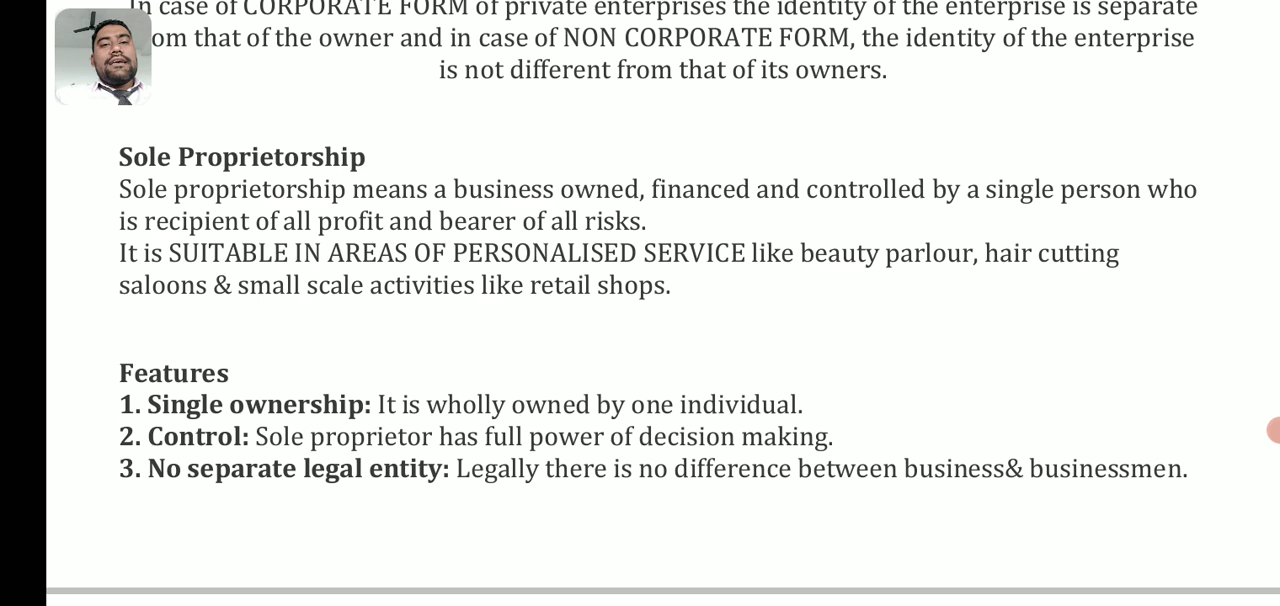 In case of CORPORATE FORM of private enterprises the identity of the enterprise is separate
om that of the owner and in case of NON CORPORATE FORM, the identity of the enterprise
is not different from that of its owners.
Sole Proprietorship
Sole proprietorship means a business owned, financed and controlled by a single person who
is recipient of all profit and bearer of all risks.
It is SUITABLE IN AREAS OF PERSONALISED SERVICE like beauty parlour, hair cutting
saloons & small scale activities like retail shops.
Features
1. Single ownership: It is wholly owned by one individual.
2. Control: Sole proprietor has full power of decision making.
3. No separate legal entity: Legally there is no difference between business& businessmen.